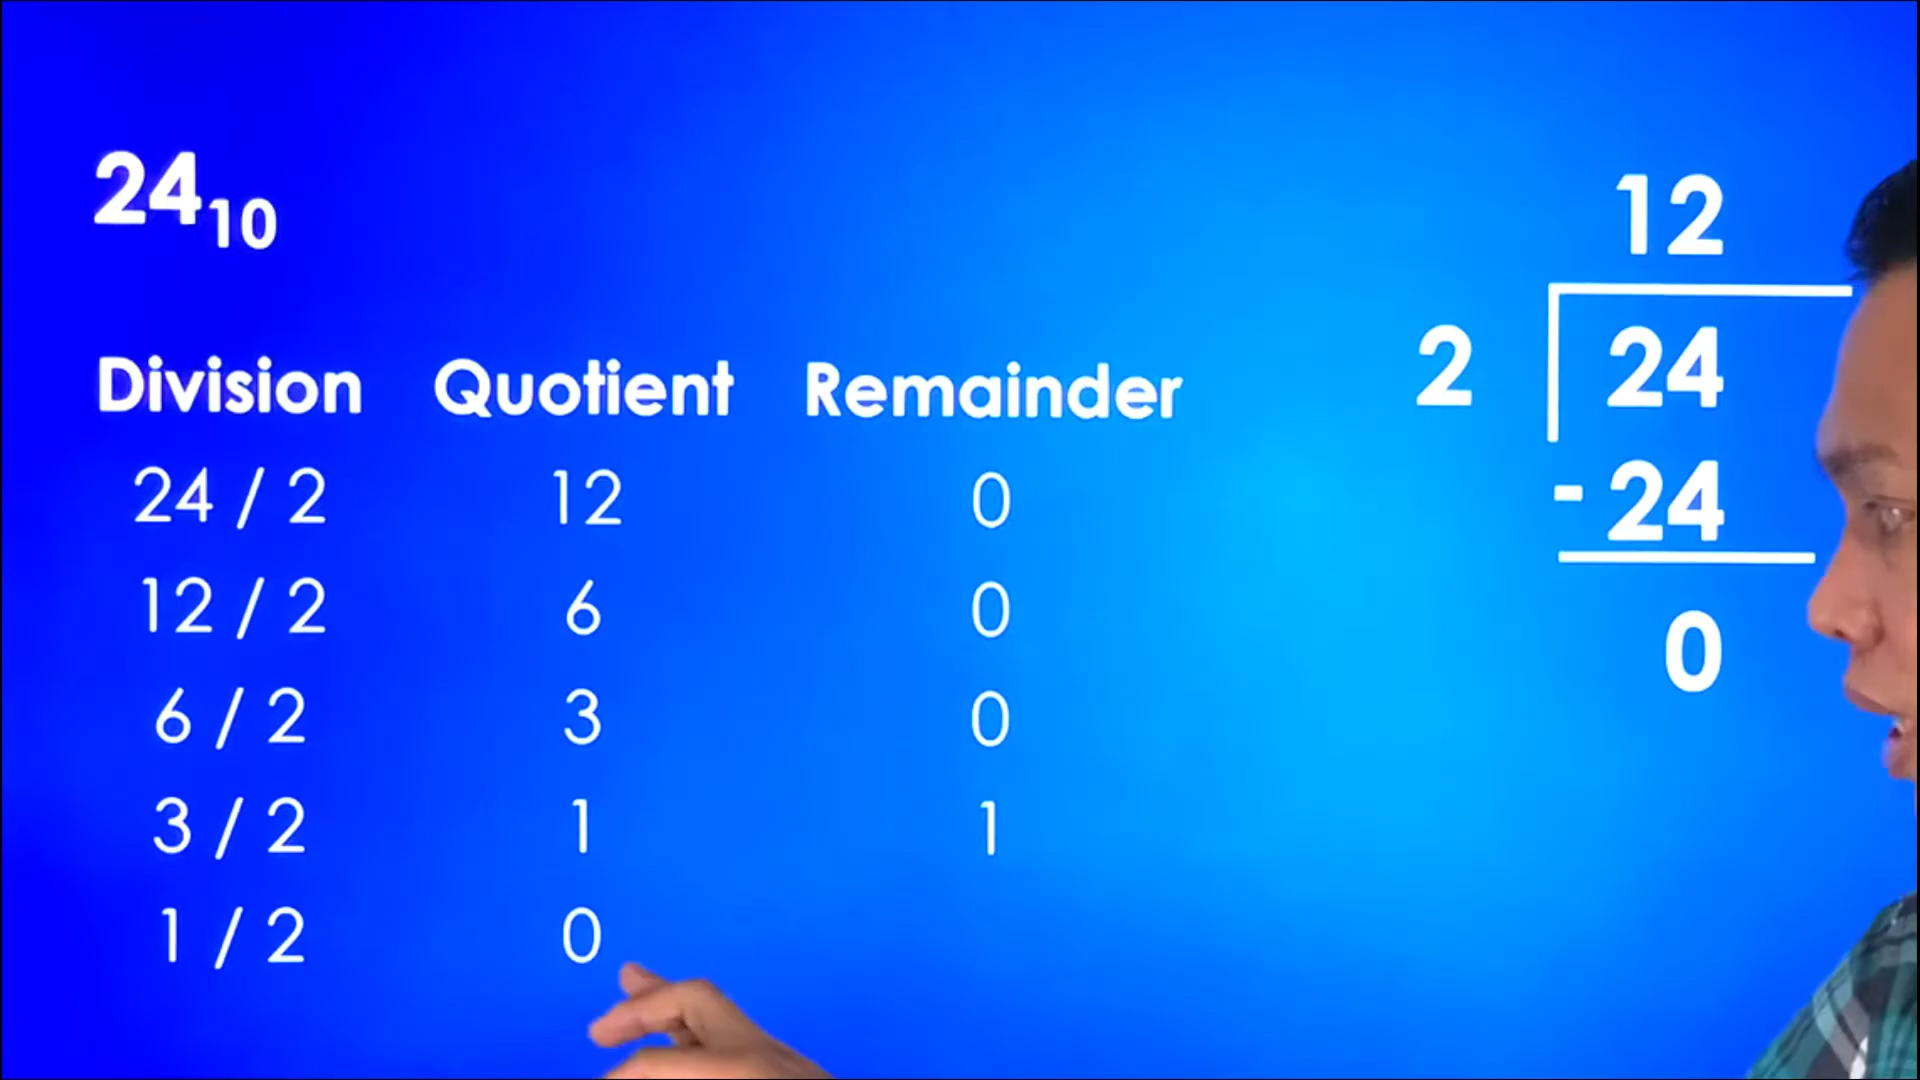 24₁₀
Division Quotient Remainder
24 / 2 12 0
12 / 2 6 0
6 / 2 3 0
3 / 2 1 1
1 / 2 0
12
2 24
- 24
0